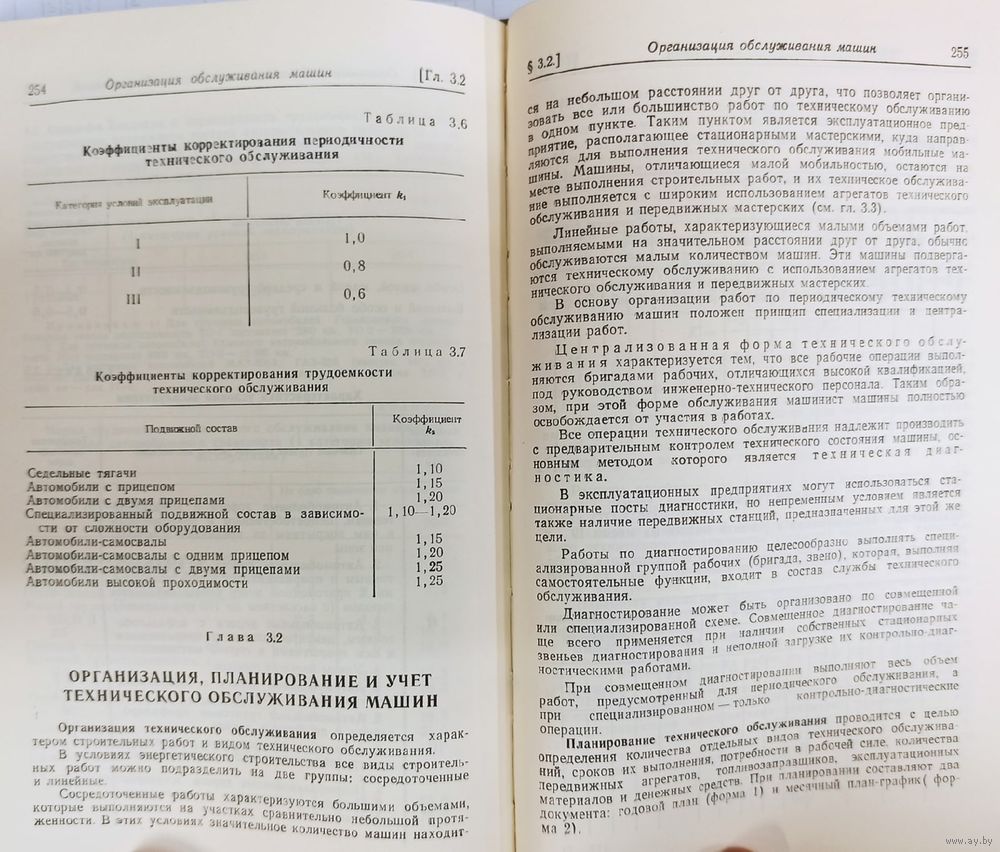 254
Организация обслуживания машин
[Гл. 3.2
Таблица 3.6
Коэффициенты корректирования периодичности
технического обслуживания
Категория условий эксплуатации
Коэффициент k₁
I 1,0
II 0,8
III 0,6
Таблица 3.7
Коэффициенты корректирования трудоемкости
технического обслуживания
Подвижной состав
Коэффициент
k₂
Седельные тягачи 1,10
Автомобили с прицепом 1,15
Автомобили с двумя прицепами 1,20
Специализированный подвижной состав в зависимо- 1,10—1,20
сти от сложности оборудования
Автомобили-самосвалы 1,15
Автомобили-самосвалы с одним прицепом 1,20
Автомобили-самосвалы с двумя прицепами 1,25
Автомобили высокой проходимости 1,25
Глава 3.2
ОРГАНИЗАЦИЯ, ПЛАНИРОВАНИЕ И УЧЕТ
ТЕХНИЧЕСКОГО ОБСЛУЖИВАНИЯ МАШИН
Организация технического обслуживания определяется харак-
тером строительных работ и видом технического обслуживания.
В условиях энергетического строительства все виды строитель-
ных работ можно подразделить на две группы: сосредоточенные
и линейные.
Сосредоточенные работы характеризуются большими объемами,
которые выполняются на участках сравнительно небольшой протя-
женности. В этих условиях значительное количество машин находит-
§ 3.2.]
Организация обслуживания машин
255
ся на небольшом расстоянии друг от друга, что позволяет органи-
зовать все или большинство работ по техническому обслуживанию
в одном пункте. Таким пунктом является эксплуатационное пред-
приятие, располагающее стационарными мастерскими, куда направ-
ляются для выполнения технического обслуживания мобильные ма-
шины. Машины, отличающиеся малой мобильностью, остаются на
месте выполнения строительных работ, и их техническое обслужива-
ние выполняется с широким использованием агрегатов технического
обслуживания и передвижных мастерских (см. гл. 3.3).
Линейные работы, характеризующиеся малыми объемами работ,
выполняемыми на значительном расстоянии друг от друга, обычно
обслуживаются малым количеством машин. Эти машины подверга-
ются техническому обслуживанию с использованием агрегатов тех-
нического обслуживания и передвижных мастерских.
В основу организации работ по периодическому техническому
обслуживанию машин положен принцип специализации и центра-
лизации работ.
Централизованная форма технического обслу-
живания характеризуется тем, что все рабочие операции выпол-
няются бригадами рабочих, отличающихся высокой квалификацией,
под руководством инженерно-технического персонала. Таким обра-
зом, при этой форме обслуживания машинист машины полностью
освобождается от участия в работах.
Все операции технического обслуживания надлежит производить
с предварительным контролем технического состояния машины, ос-
новным методом которого является техническая диаг-
ностика.
В эксплуатационных предприятиях могут использоваться ста-
ционарные посты диагностики, но непременным условием является
также наличие передвижных станций, предназначенных для этой же
цели.
Работы по диагностированию целесообразно выполнять специ-
ализированной группой рабочих (бригада, звено), которая, выполняя
самостоятельные функции, входит в состав службы технического
обслуживания.
Диагностирование может быть организовано по совмещенной
или специализированной схеме. Совмещенное диагностирование ча-
ще всего применяется при наличии собственных стационарных
звеньев диагностирования и неполной загрузке их контрольно-диаг-
ностическими работами.
При совмещенном диагностировании выполняют весь объем
работ, предусмотренный для периодического обслуживания, а
при специализированном — только контрольно-диагностические
операции.
Планирование технического обслуживания проводится с целью
определения количества отдельных видов технического обслужива-
ний, сроков их выполнения, потребности в рабочей силе, количества
передвижных агрегатов, топливозаправщиков, эксплуатационных
материалов и денежных средств. При планировании составляют два
документа: годовой план (форма 1) и месячный план-график( фор-
ма 2).
www.ay.by